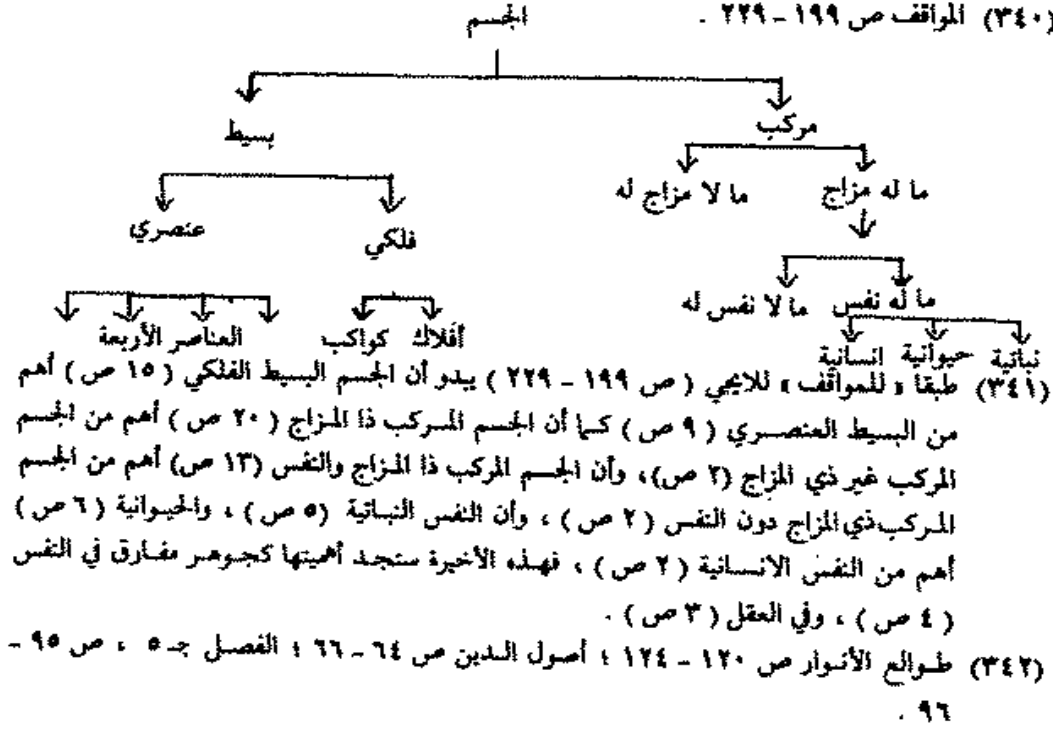 (٣٤٠) المواقف ص ١٩٩ - ٢٢٩ .
الجسم
مركب
بسيط
ما له مزاج
ما لا مزاج له
فلكي
عنصري
ما له نفس
ما لا نفس له
أفلاك
كواكب
العناصر الأربعة
نباتية
حيوانية
انسانية
(٣٤١) طبقا « للمواقف » للايجي ( ص ١٩٩ - ٢٢٩ ) يبدو أن الجسم البسيط الفلكي ( ١٥ ص ) أهم
من البسيط العنصري ( ٩ ص ) كما أن الجسم المركب ذا المزاج ( ٢٠ ص ) أهم من الجسم
المركب غير ذي المزاج (٢ ص)، وأن الجسم المركب ذا المزاج والنفس (١٣ ص) أهم من الجسم
المركب ذي المزاج دون النفس ( ٢ ص ) ، وأن النفس النباتية (٥ ص ) ، والحيوانية ( ٦ ص )
أهم من النفس الانسانية ( ٢ ص ) ، فهذه الأخيرة ستجد أهميتها كجوهر مفارق في النفس
( ٤ ص ) ، وفي العقل ( ٣ ص ) .
(٣٤٢) طوالع الأنوار ص ١٢٠ - ١٢٤ ؛ أصول الدين ص ٦٤ - ٦٦ ؛ الفصل جـ ٥ ، ص ٩٥ -
٩٦ .